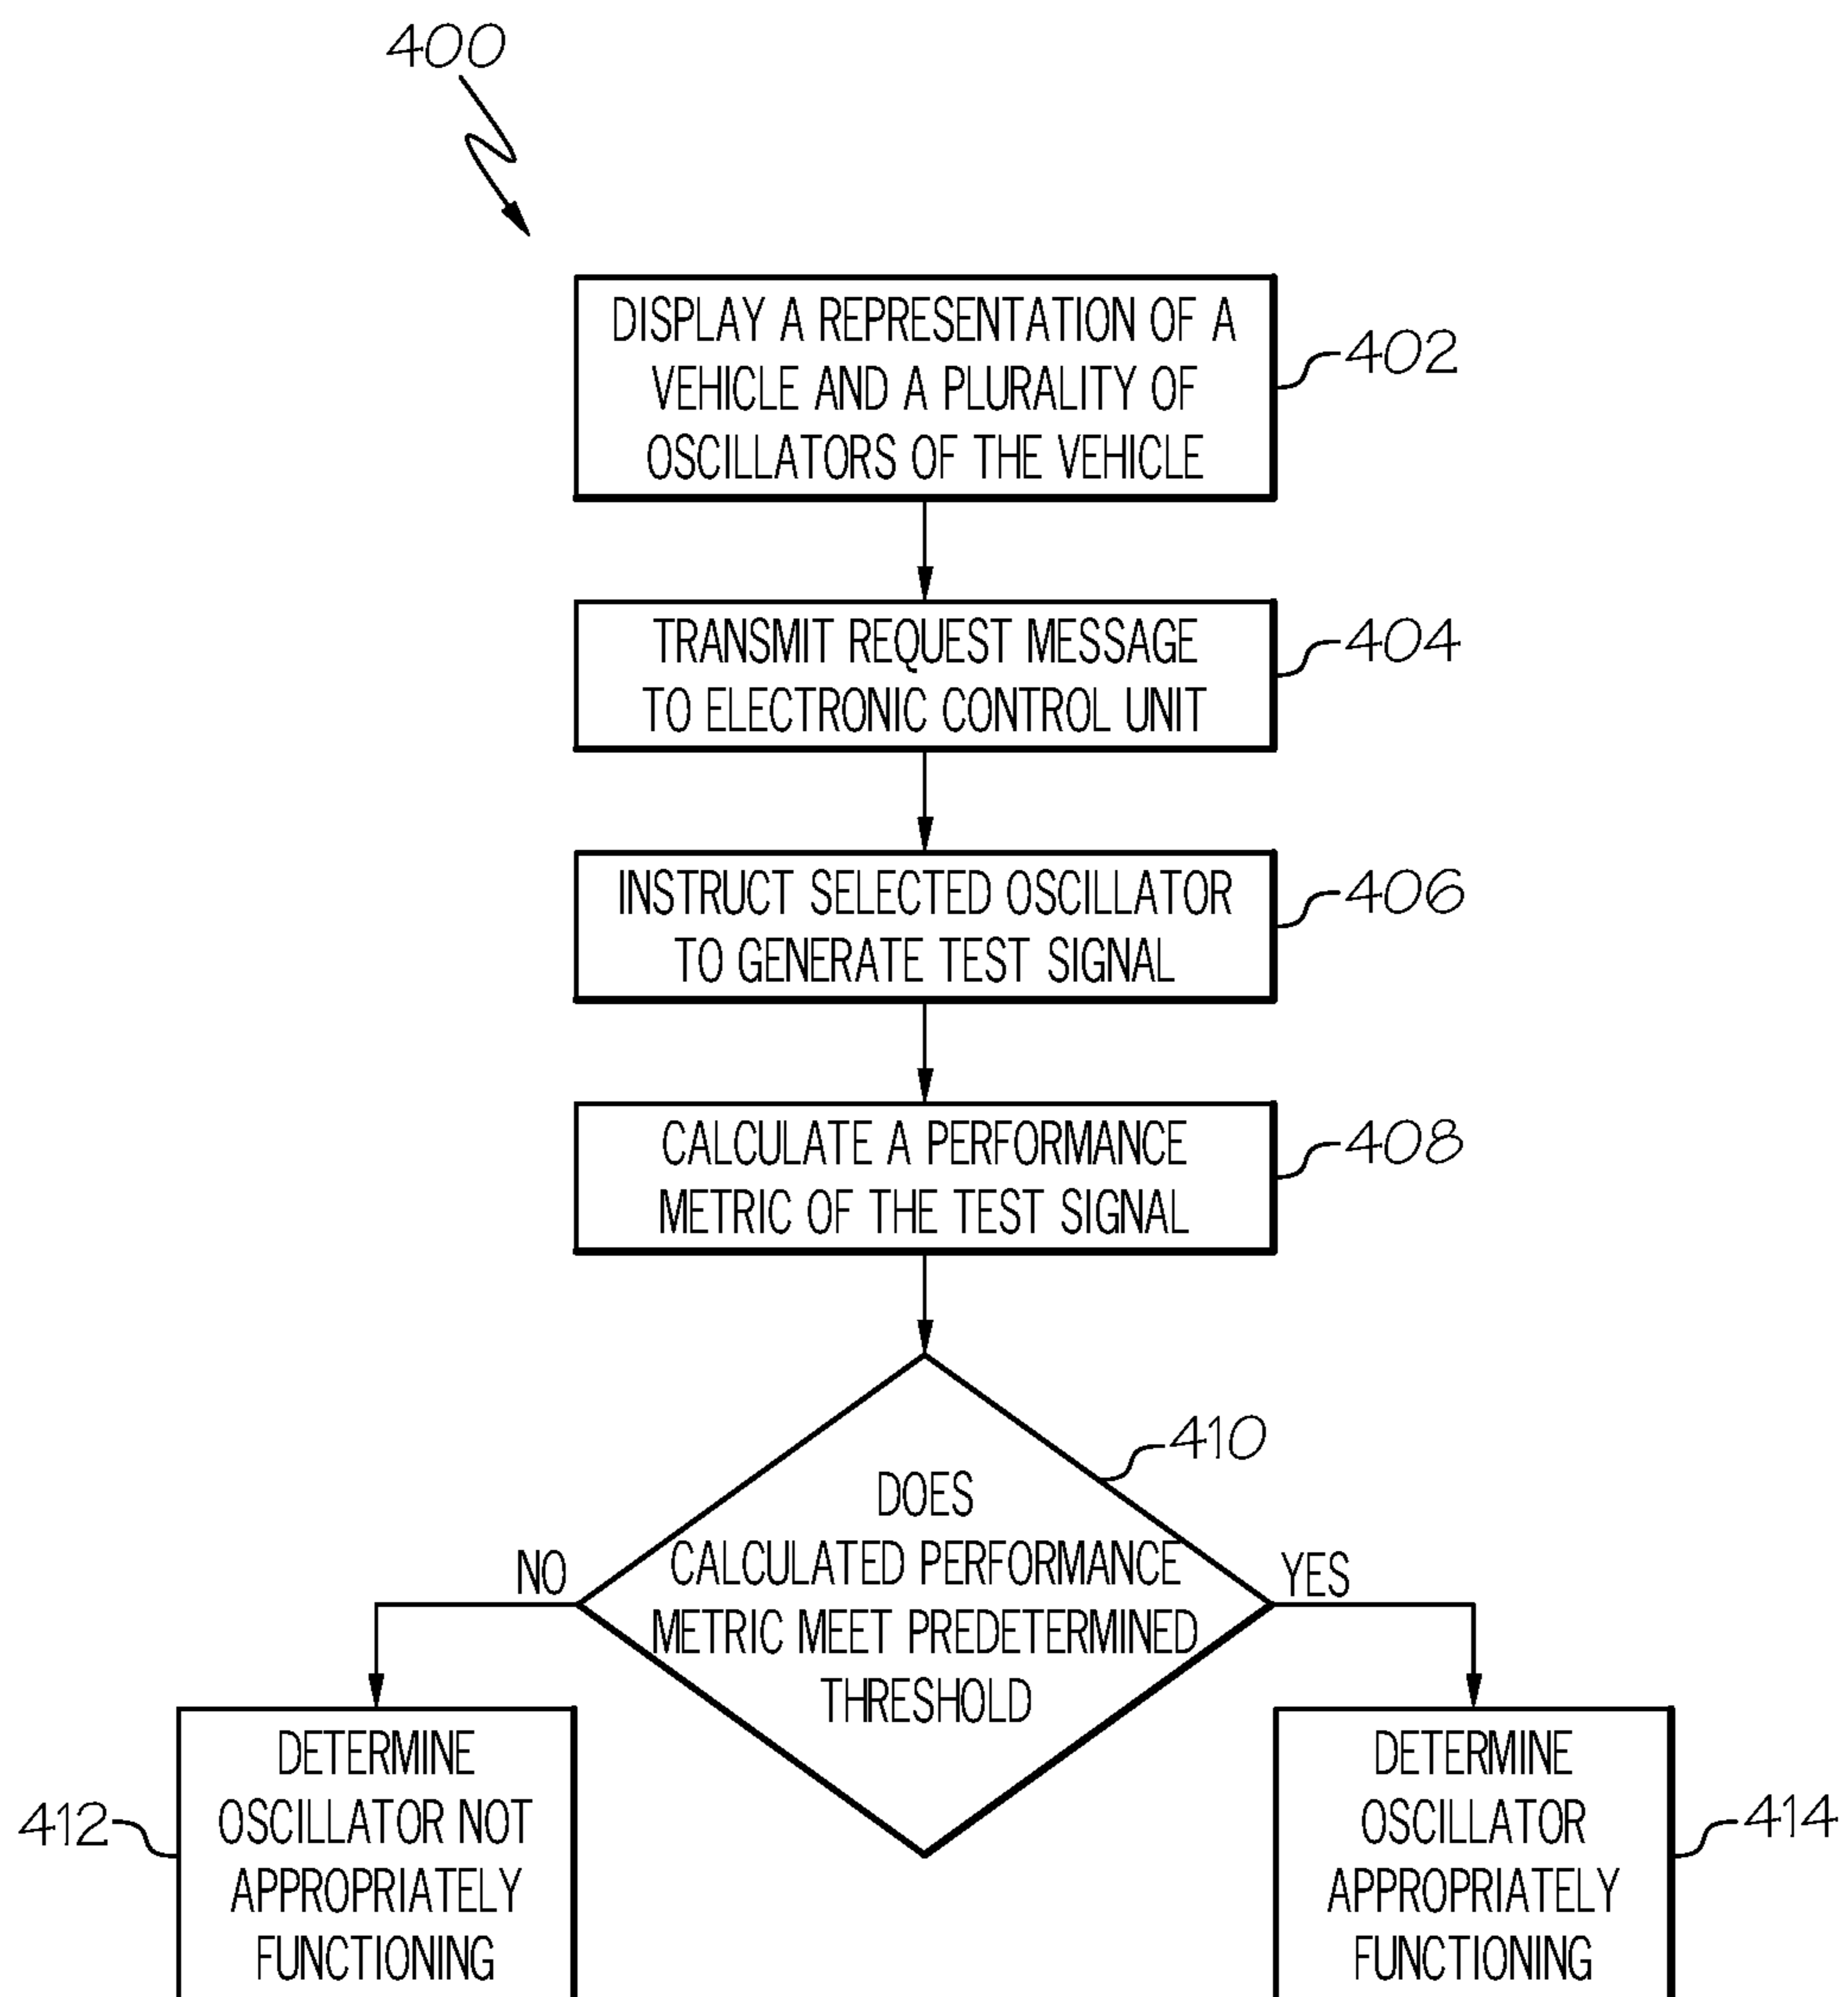 400
DISPLAY A REPRESENTATION OF A
VEHICLE AND A PLURALITY OF
OSCILLATORS OF THE VEHICLE
402
TRANSMIT REQUEST MESSAGE
TO ELECTRONIC CONTROL UNIT
404
INSTRUCT SELECTED OSCILLATOR
TO GENERATE TEST SIGNAL
406
CALCULATE A PERFORMANCE
METRIC OF THE TEST SIGNAL
408
410
DOES
CALCULATED PERFORMANCE
METRIC MEET PREDETERMINED
THRESHOLD
NO
YES
DETERMINE
OSCILLATOR NOT
APPROPRIATELY
FUNCTIONING
412
DETERMINE
OSCILLATOR
APPROPRIATELY
FUNCTIONING
414